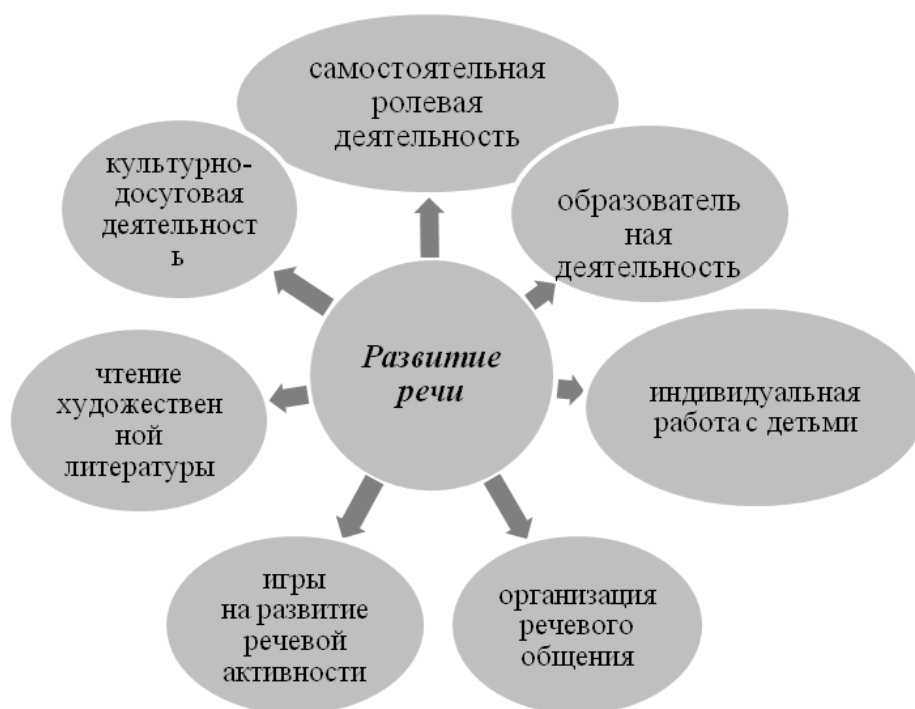 самостоятельная
ролевая
деятельность
культурно-
досуговая
деятельност
ь
образователь
ная
деятельность
Развитие
речи
индивидуальная
работа с детьми
чтение
художествен
ной
литературы
игры
на развитие
речевой
активности
организация
речевого
общения